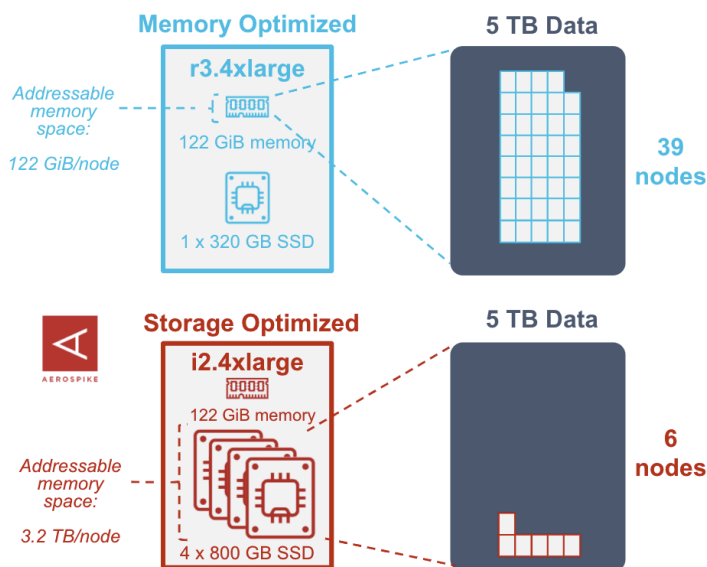 Memory Optimized
r3.4xlarge
122 GiB memory
1 x 320 GB SSD
Addressable
memory
space:
122 GiB/node
5 TB Data
39
nodes
AEROSPIKE
Storage Optimized
i2.4xlarge
122 GiB memory
4 x 800 GB SSD
Addressable
memory
space:
3.2 TB/node
5 TB Data
6
nodes